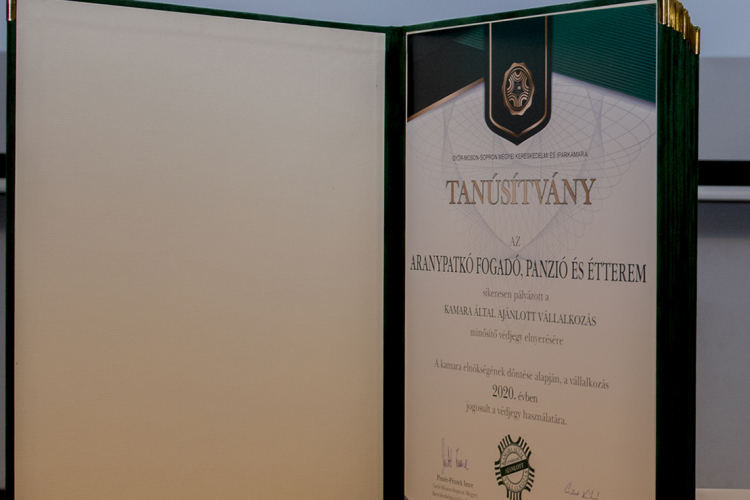 GYŐR-MOSON-SOPRON MEGYEI KERESKEDELMI ÉS IPARKAMARA
TANÚSÍTVÁNY
AZ
ARANYPATKÓ FOGADÓ, PANZIÓ ÉS ÉTTEREM
sikeresen pályázott a
KAMARA ÁLTAL AJÁNLOTT VÁLLALKOZÁS
minősítő védjegy elnyerésére
A kamara elnökségének döntése alapján, a vállalkozás
2020. évben
jogosult a védjegy használatára.